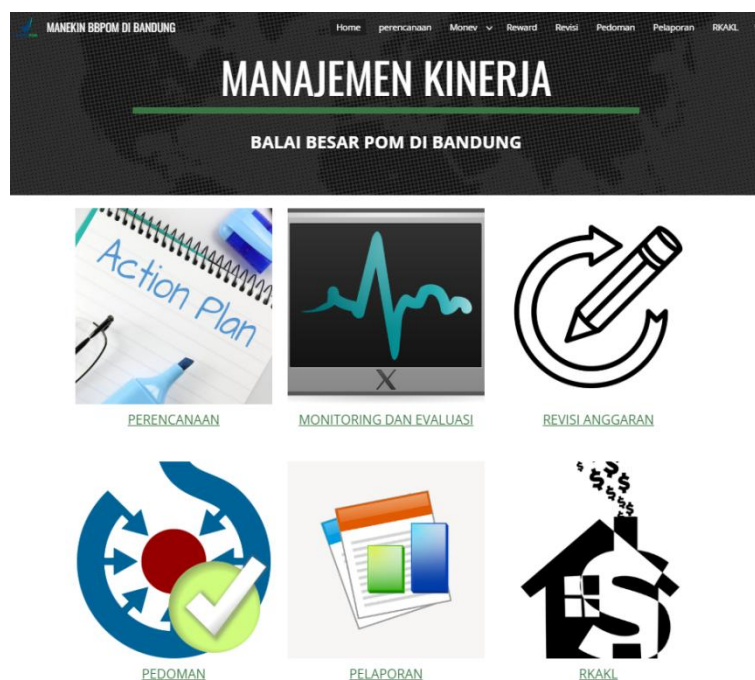 MANEKIN BBPOM DI BANDUNG
Home perencanaan Monev Reward Revisi Pedoman Pelaporan RKAKL
MANAJEMEN KINERJA
BALAI BESAR POM DI BANDUNG
Action Plan
X
PERENCANAAN MONITORING DAN EVALUASI REVISI ANGGARAN
$ $ $ $ $ $
$
PEDOMAN PELAPORAN RKAKL